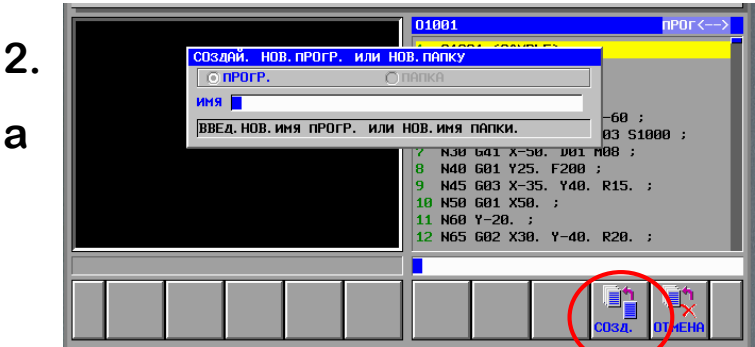 2.
а
O1001 ПРОГ<-->
СОЗДАЙ. НОВ.ПРОГР. ИЛИ НОВ.ПАПКУ
ПРОГР. ПАПКА
ИМЯ
ВВЕД.НОВ.ИМЯ ПРОГР. ИЛИ НОВ.ИМЯ ПАПКИ.
-60 ;
03 S1000 ;
7 N30 G41 X-50. D01 M08 ;
8 N40 G01 Y25. F200 ;
9 N45 G03 X-35. Y40. R15. ;
10 N50 G01 X50. ;
11 N60 Y-20. ;
12 N65 G02 X30. Y-40. R20. ;
СОЗД. ОТМЕНА